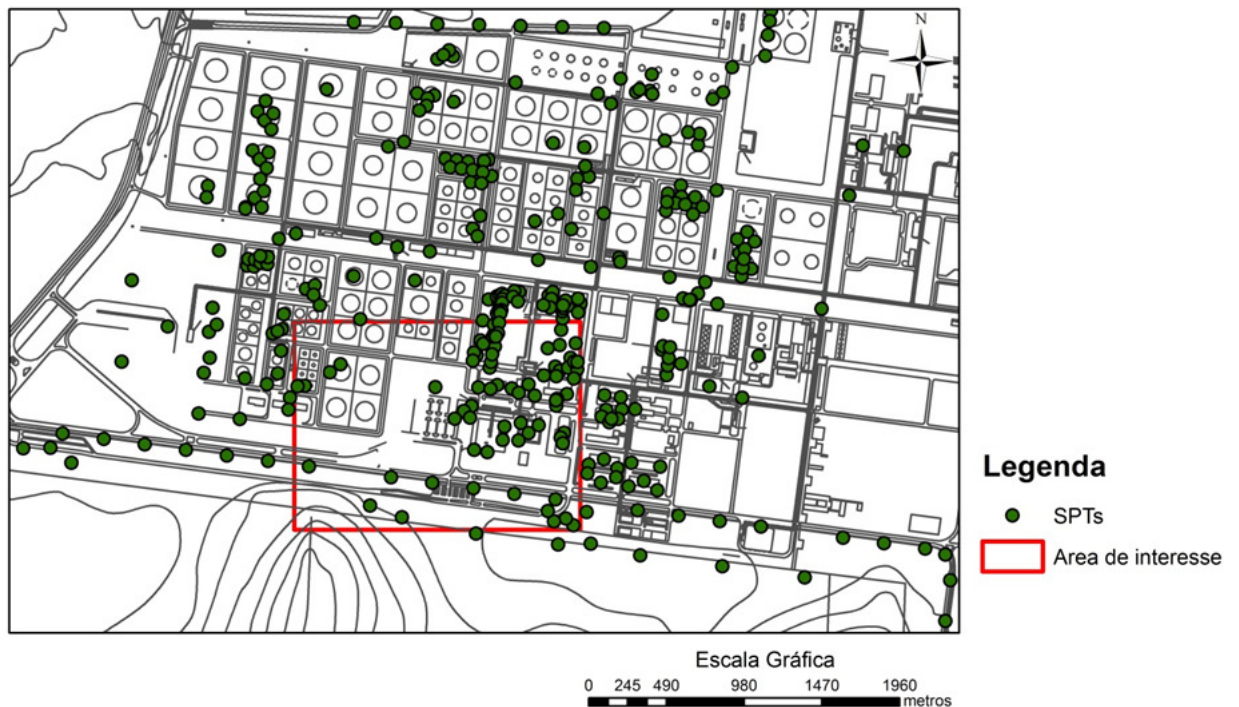 N
Legenda
SPTs
Area de interesse
Escala Gráfica
0 245 490 980 1470 1960
metros